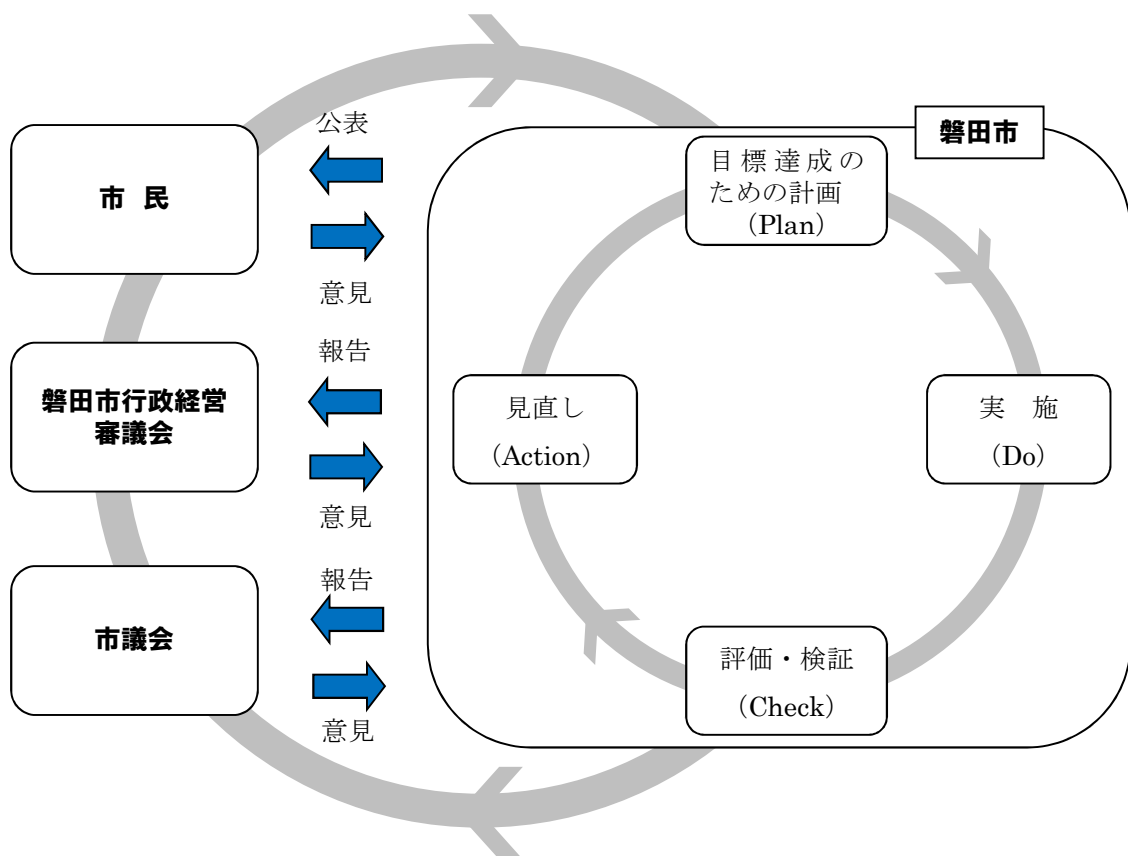 公表
市 民
意見
報告
磐田市行政経営
審議会
意見
報告
市議会
意見
磐田市
目標達成の
ための計画
（Plan）
実　施
（Do）
評価・検証
（Check）
見直し
（Action）